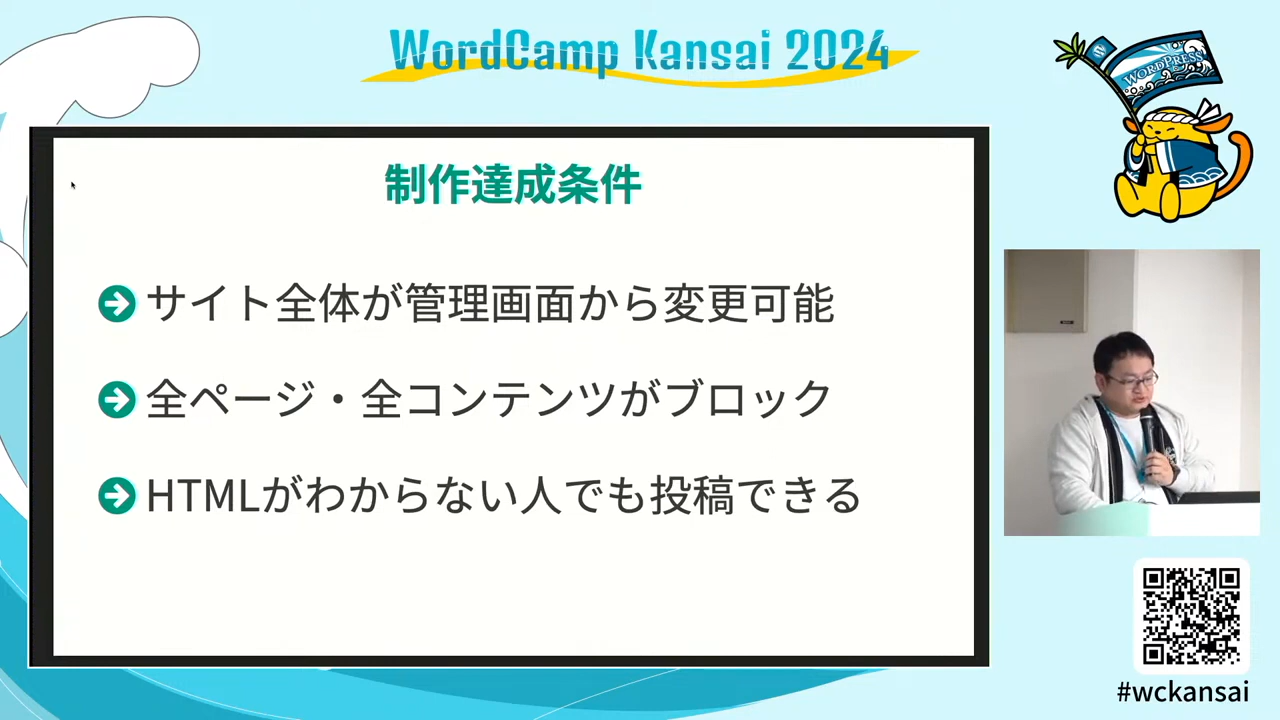 WordCamp Kansai 2024
WORDPRESS
W
制作達成条件
サイト全体が管理画面から変更可能
全ページ・全コンテンツがブロック
HTMLがわからない人でも投稿できる
#wckansai